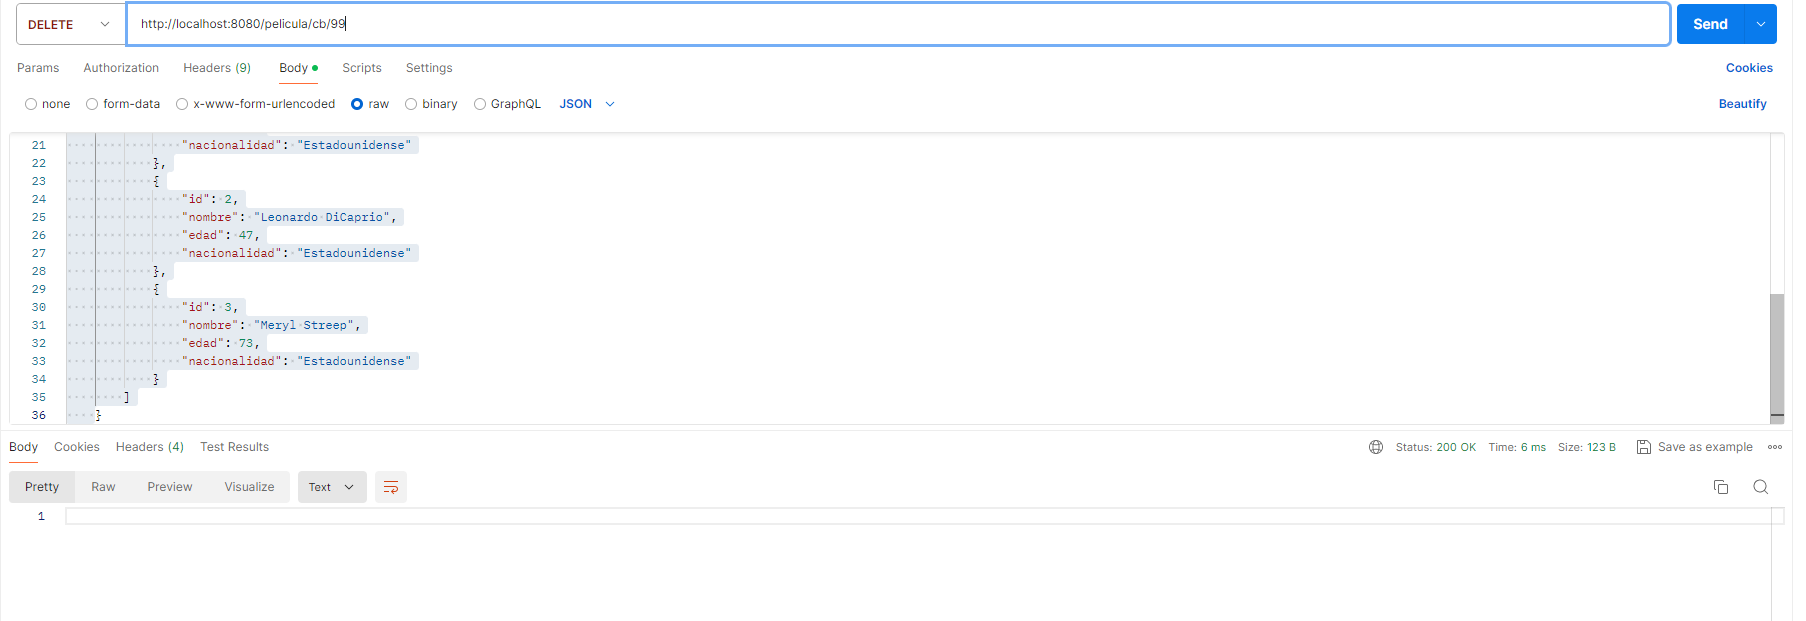 DELETE http://localhost:8080/pelicula/cb/99 Send
Params Authorization Headers (9) Body Scripts Settings Cookies
none form-data x-www-form-urlencoded raw binary GraphQL JSON Beautify
21 "nacionalidad": "Estadounidense"
22 },
23 {
24 "id": 2,
25 "nombre": "Leonardo DiCaprio",
26 "edad": 47,
27 "nacionalidad": "Estadounidense"
28 },
29 {
30 "id": 3,
31 "nombre": "Meryl Streep",
32 "edad": 73,
33 "nacionalidad": "Estadounidense"
34 }
35 ]
36 }
Body Cookies Headers (4) Test Results Status: 200 OK Time: 6 ms Size: 123 B Save as example
Pretty Raw Preview Visualize Text
1